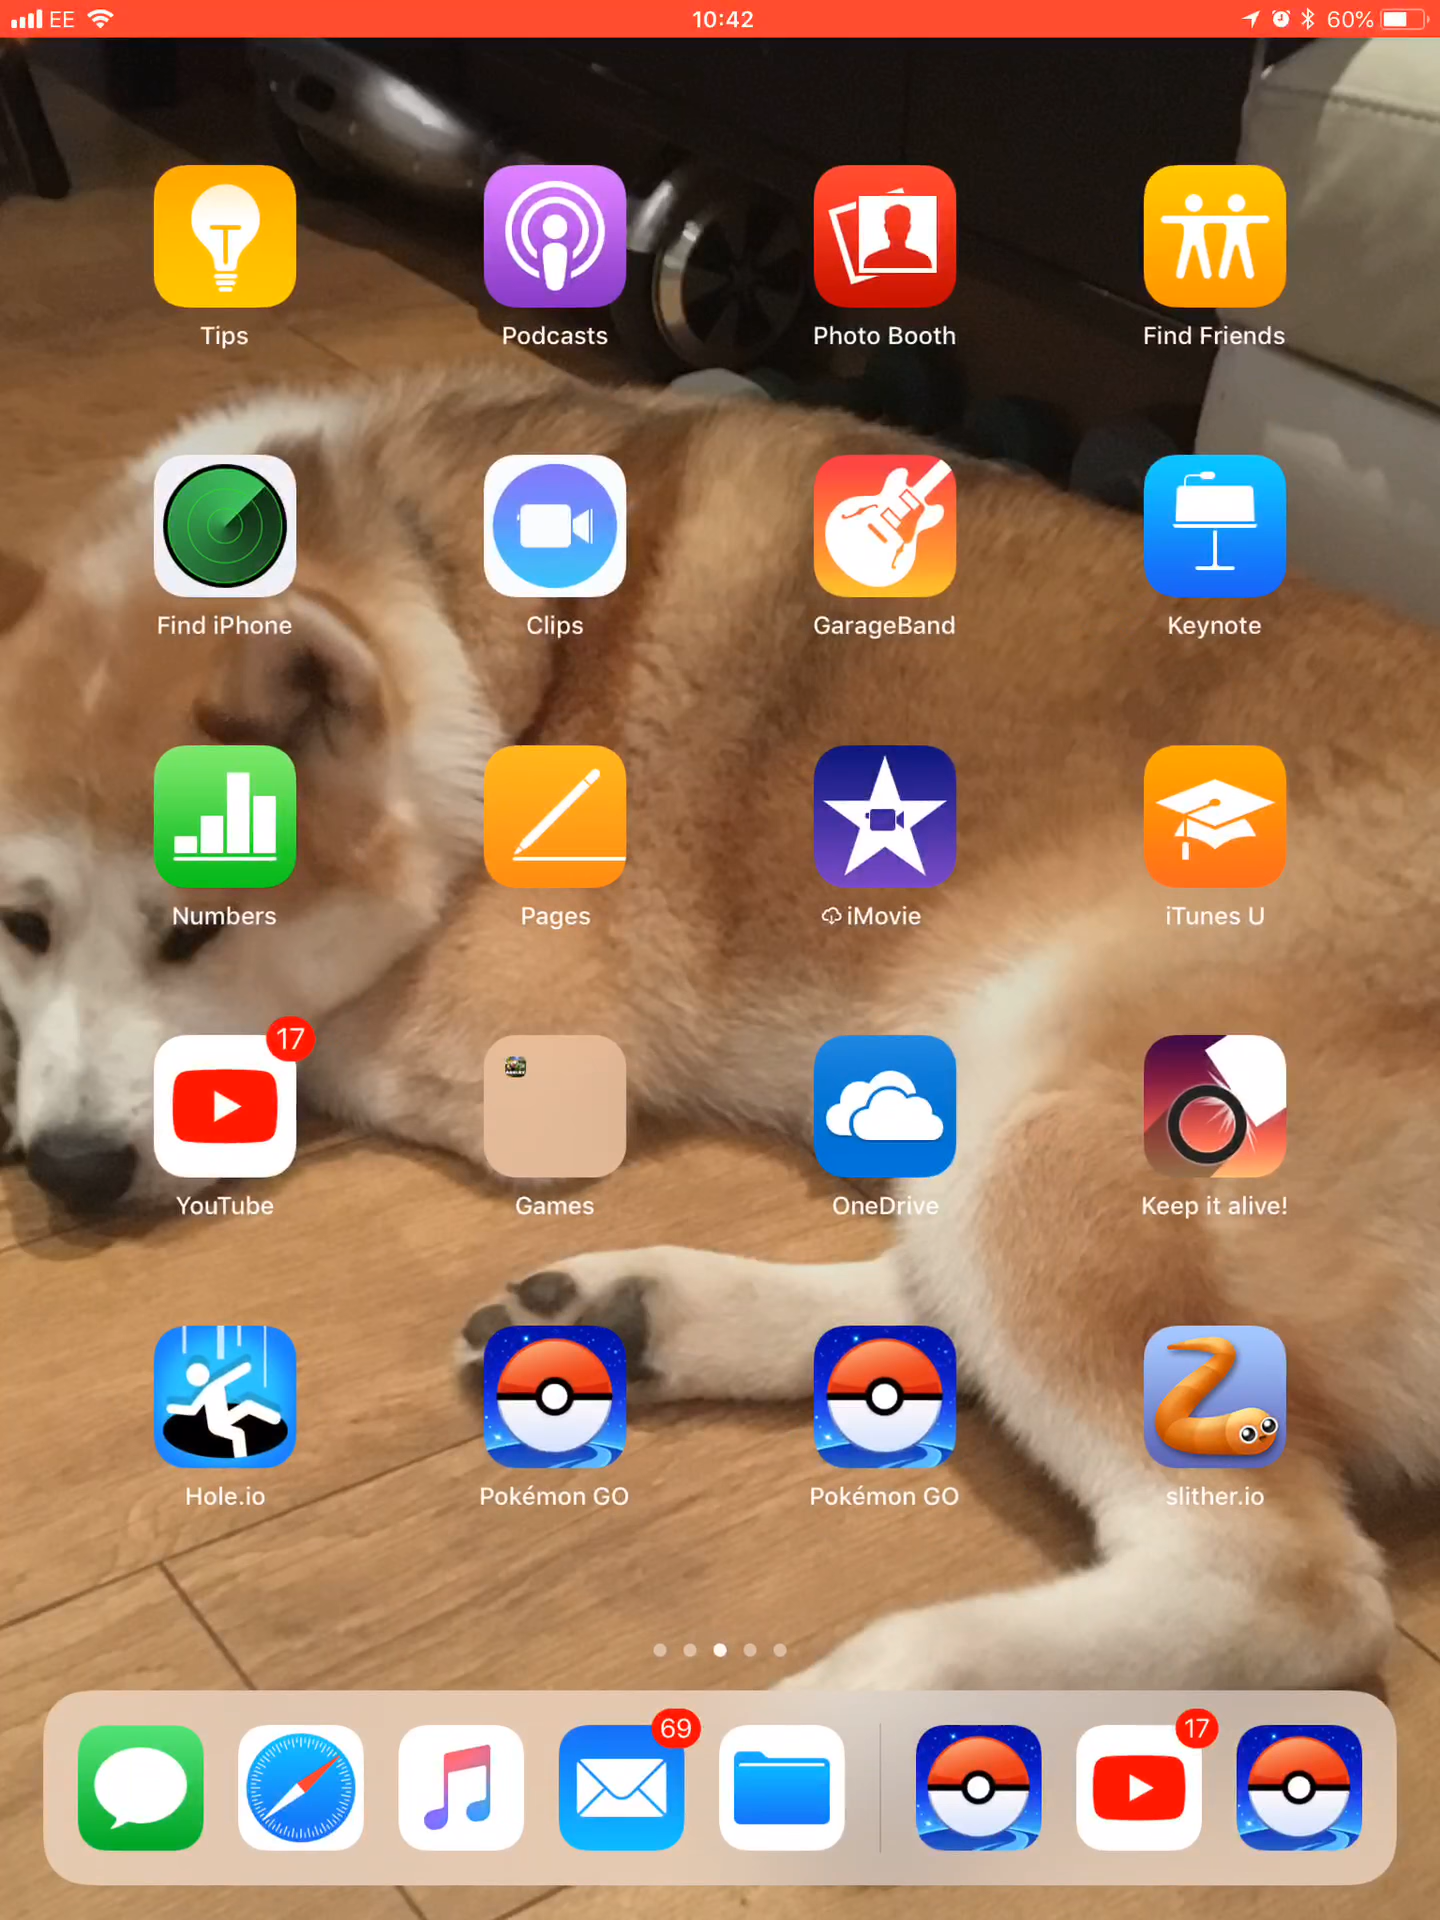 EE 10:42 60%
Tips Podcasts Photo Booth Find Friends
Find iPhone Clips GarageBand Keynote
Numbers Pages iMovie iTunes U
17
YouTube Games OneDrive Keep it alive!
Hole.io Pokémon GO Pokémon GO slither.io
69 17